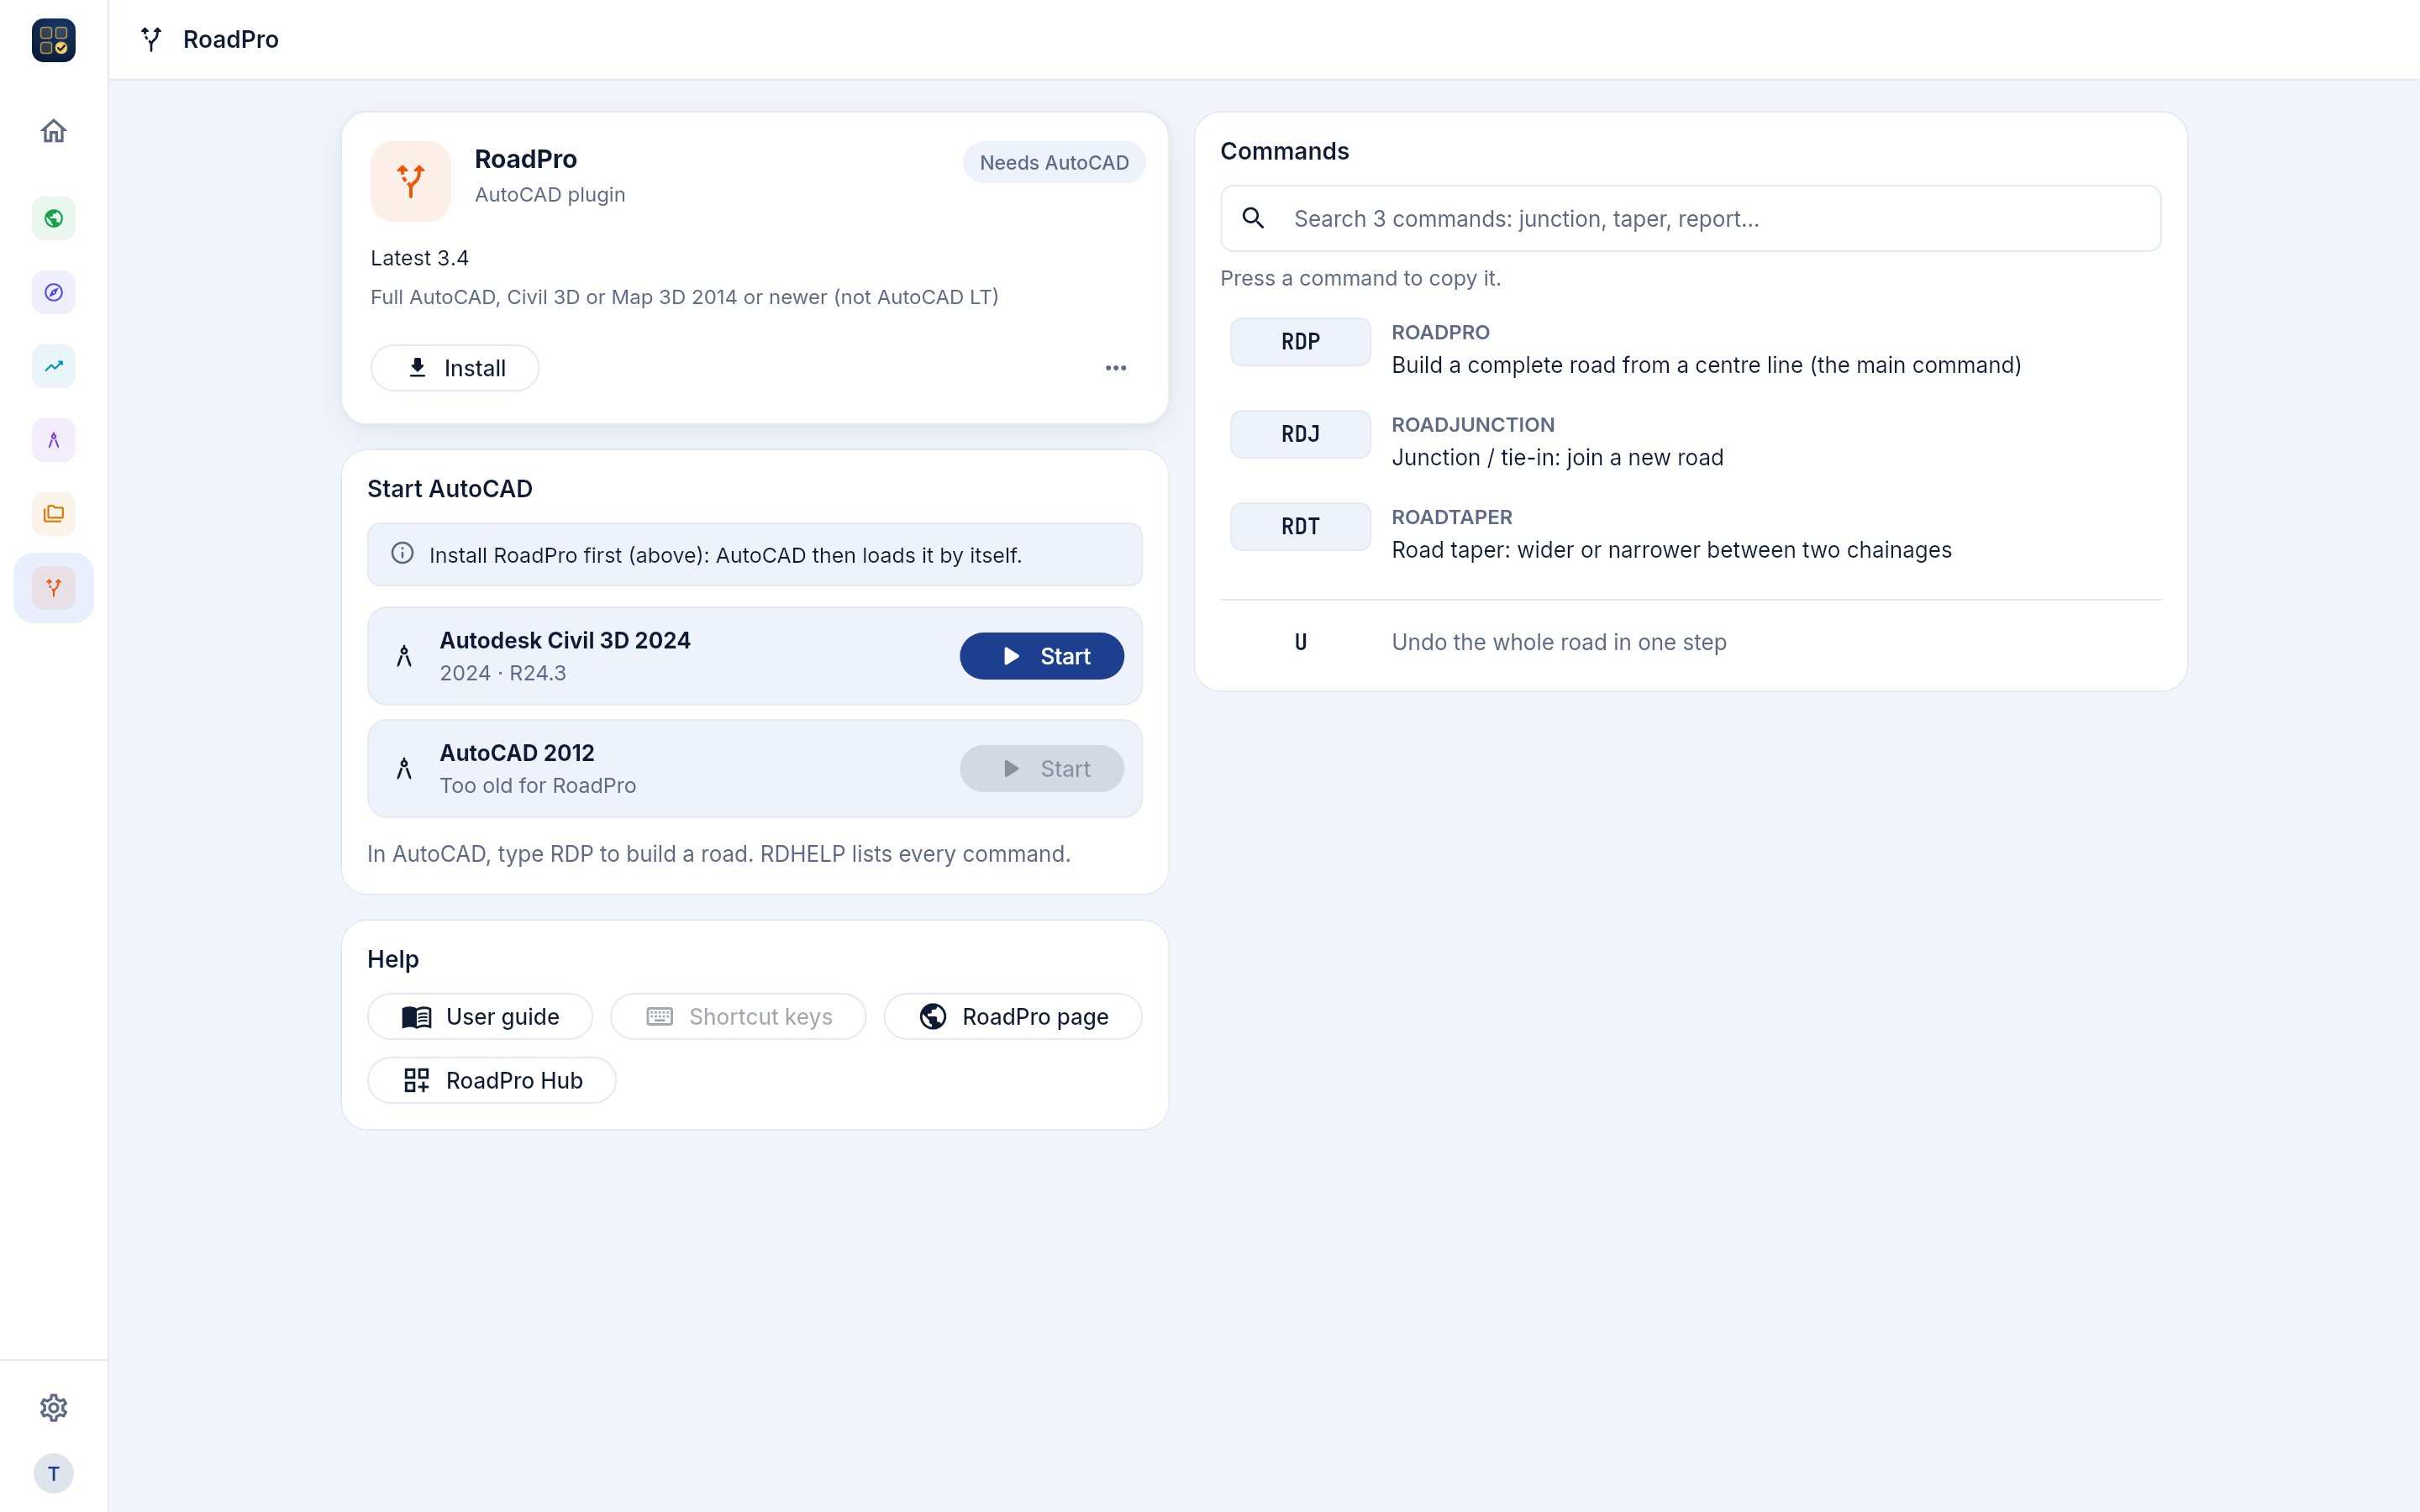 RoadPro
RoadPro
AutoCAD plugin
Needs AutoCAD
Latest 3.4
Full AutoCAD, Civil 3D or Map 3D 2014 or newer (not AutoCAD LT)
Install
Start AutoCAD
Install RoadPro first (above): AutoCAD then loads it by itself.
Autodesk Civil 3D 2024
2024 · R24.3
Start
AutoCAD 2012
Too old for RoadPro
Start
In AutoCAD, type RDP to build a road. RDHELP lists every command.
Help
User guide
Shortcut keys
RoadPro page
RoadPro Hub
Commands
Search 3 commands: junction, taper, report...
Press a command to copy it.
RDP
ROADPRO
Build a complete road from a centre line (the main command)
RDJ
ROADJUNCTION
Junction / tie-in: join a new road
RDT
ROADTAPER
Road taper: wider or narrower between two chainages
U
Undo the whole road in one step
T